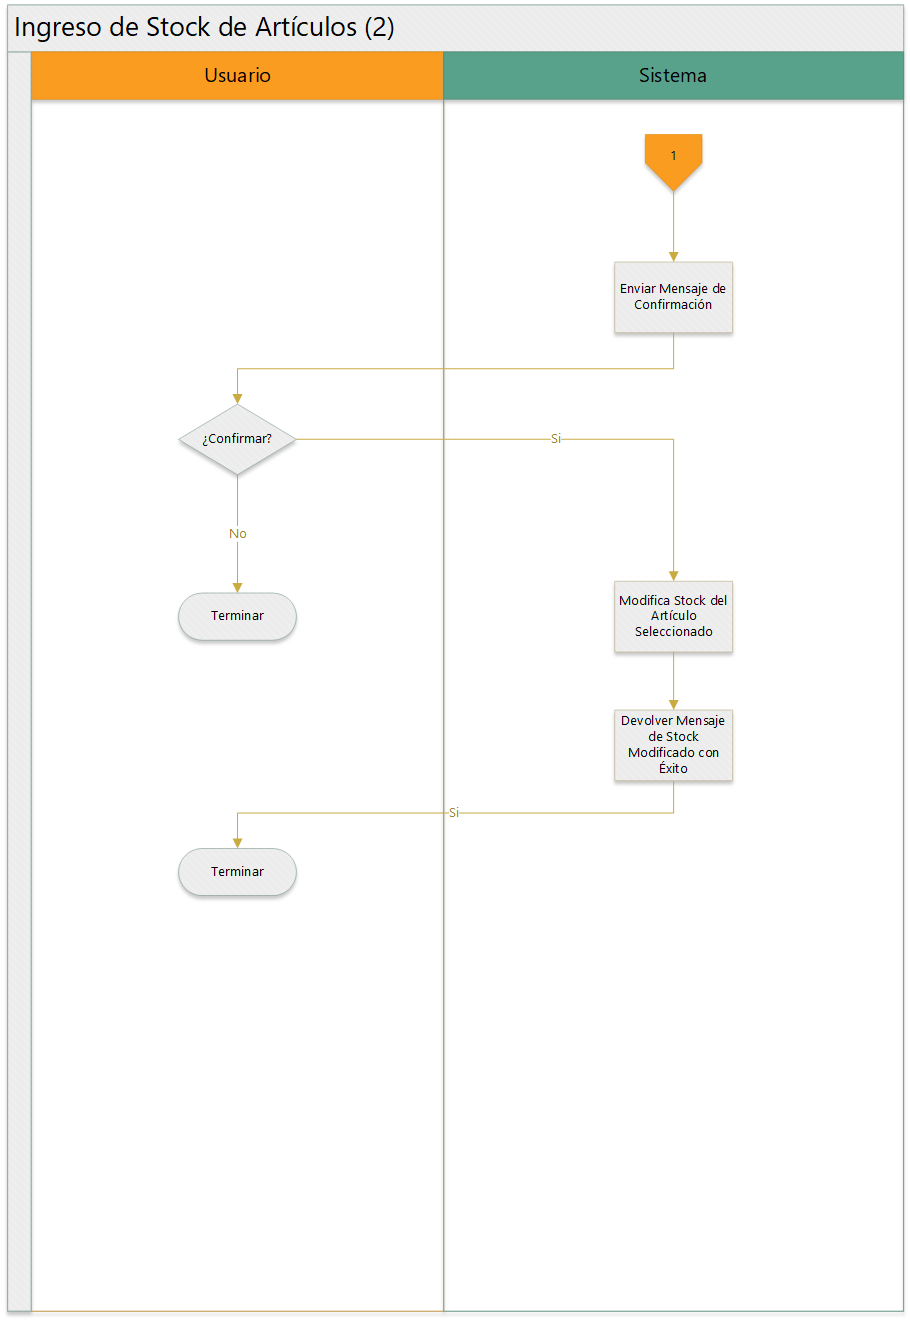 Ingreso de Stock de Artículos (2)
Usuario
Sistema
1
Enviar Mensaje de
Confirmación
¿Confirmar?
Si
No
Terminar
Modifica Stock del
Artículo
Seleccionado
Devolver Mensaje
de Stock
Modificado con
Éxito
Si
Terminar